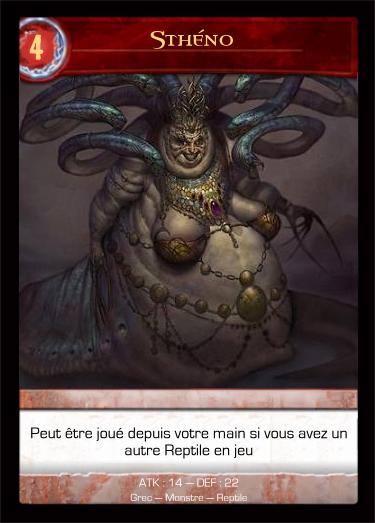 4
Sthéno
Peut être joué depuis votre main si vous avez un
autre Reptile en jeu
ATK : 14 – DEF : 22
Grec – Monstre – Reptile